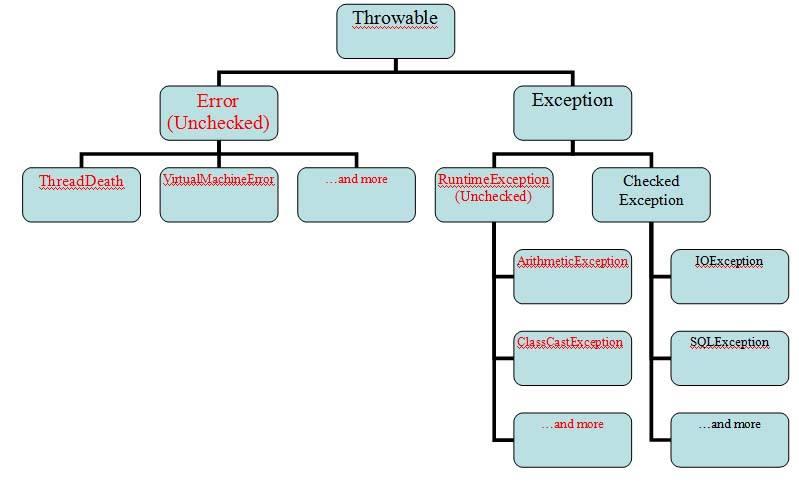 Throwable
Error
(Unchecked)
Exception
ThreadDeath
VirtualMachineError
...and more
RuntimeException
(Unchecked)
Checked
Exception
ArithmeticException
IOException
ClassCastException
SQLException
...and more
...and more